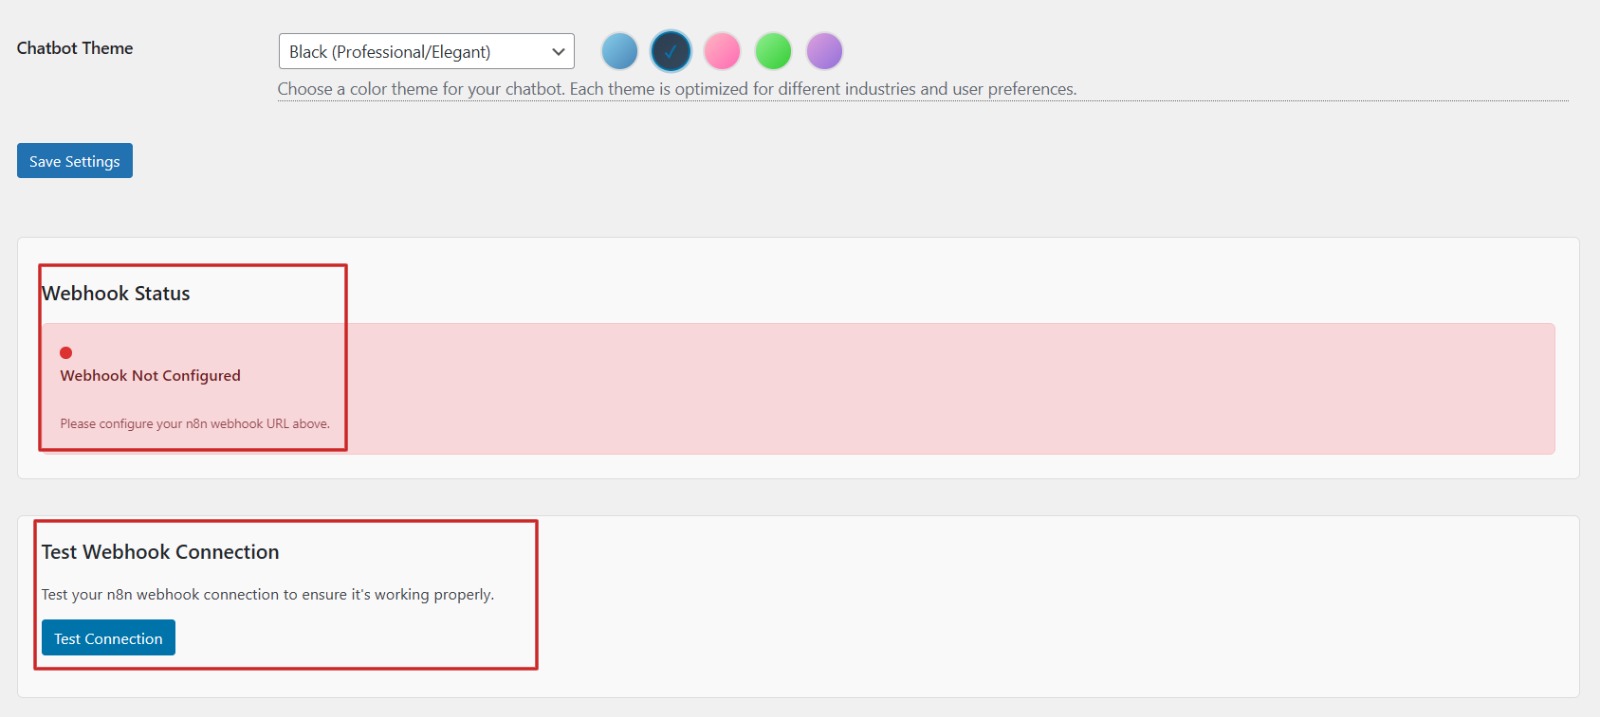 Chatbot Theme
Black (Professional/Elegant)
Choose a color theme for your chatbot. Each theme is optimized for different industries and user preferences.
Save Settings
Webhook Status
Webhook Not Configured
Please configure your n8n webhook URL above.
Test Webhook Connection
Test your n8n webhook connection to ensure it's working properly.
Test Connection